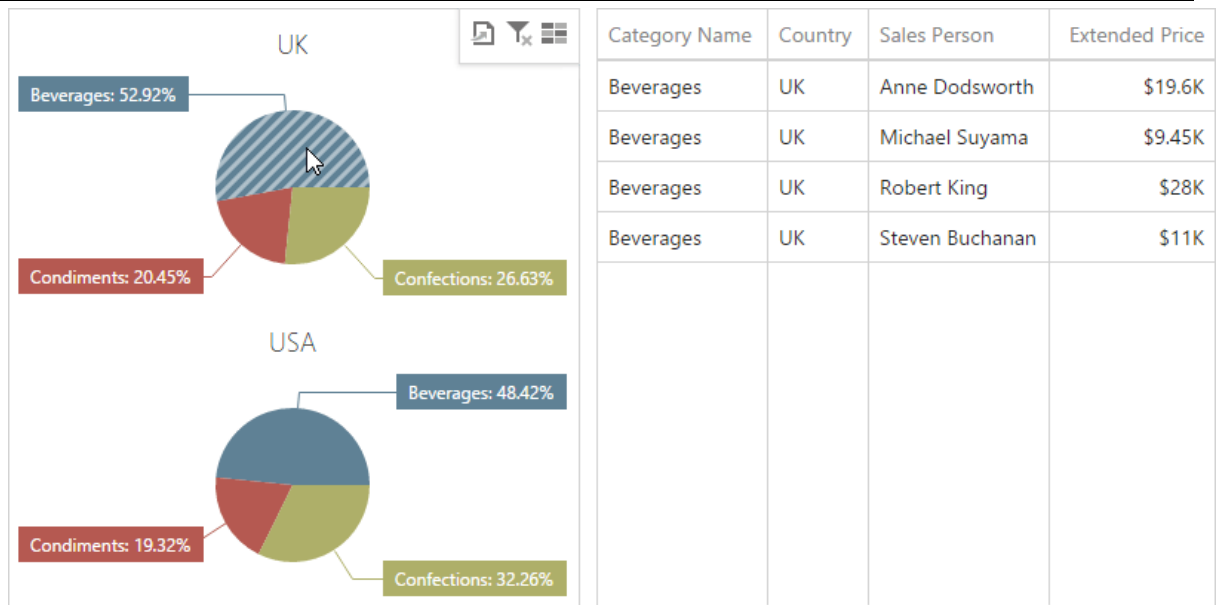 UK
Beverages: 52.92%
Condiments: 20.45%
Confections: 26.63%
USA
Beverages: 48.42%
Condiments: 19.32%
Confections: 32.26%
Category Name Country Sales Person Extended Price
Beverages UK Anne Dodsworth $19.6K
Beverages UK Michael Suyama $9.45K
Beverages UK Robert King $28K
Beverages UK Steven Buchanan $11K